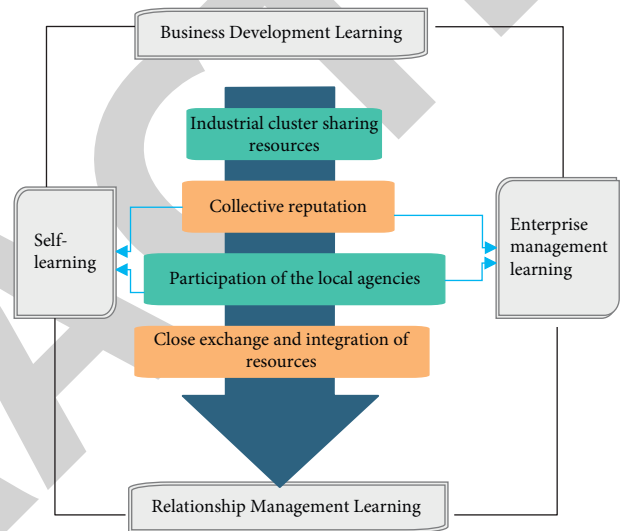 Business Development Learning
Industrial cluster sharing
resources
Collective reputation
Self-
learning
Enterprise
management
learning
Participation of the local agencies
Close exchange and integration of
resources
Relationship Management Learning